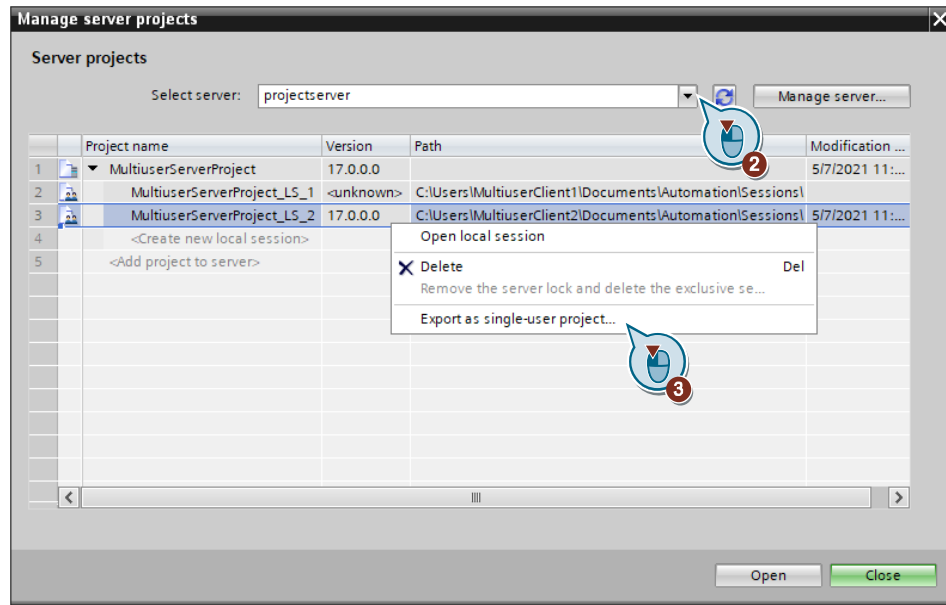 Manage server projects
Server projects
Select server: projectserver Manage server...
2
Project name Version Path Modification ...
1 MultiuserServerProject 17.0.0.0 5/7/2021 11:...
2 MultiuserServerProject_LS_1 <unknown> C:\Users\MultiuserClient1\Documents\Automation\Sessions\
3 MultiuserServerProject_LS_2 17.0.0.0 C:\Users\MultiuserClient2\Documents\Automation\Sessions\ 5/7/2021 11:...
4 <Create new local session>
5 <Add project to server>
Open local session
Delete Del
Remove the server lock and delete the exclusive se...
Export as single-user project...
3
Open Close